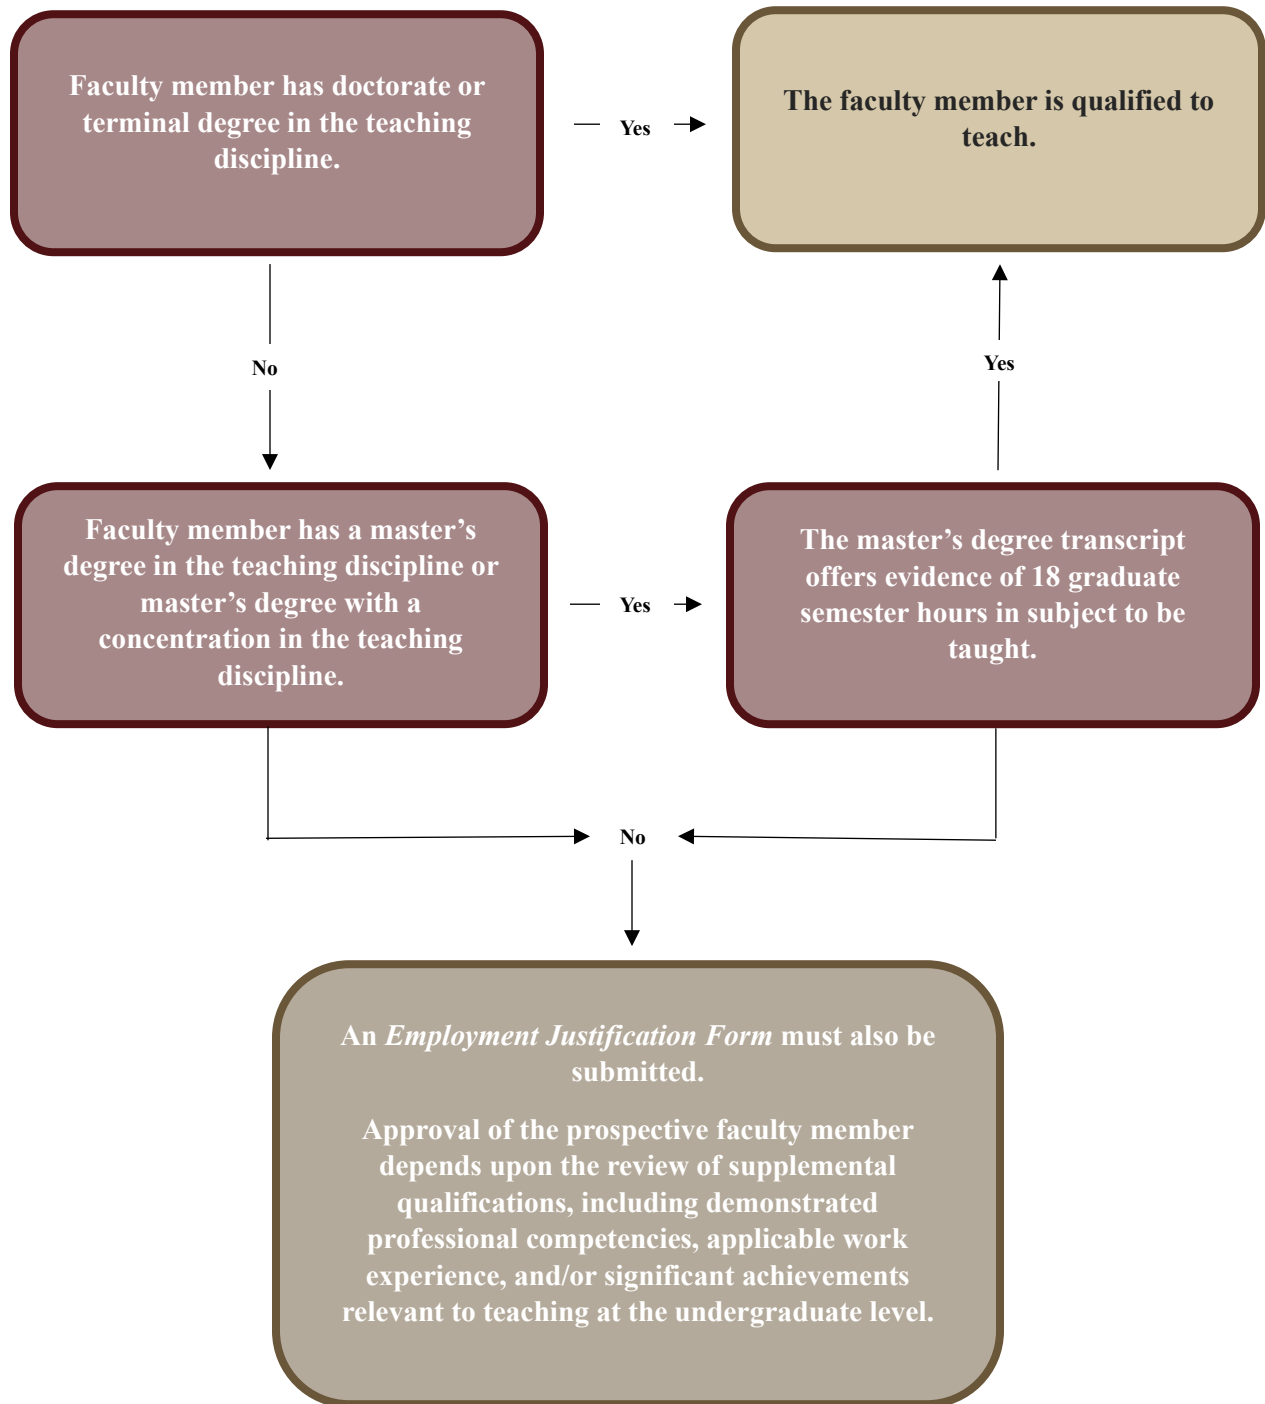 Faculty member has doctorate or
terminal degree in the teaching
discipline.
Yes
The faculty member is qualified to
teach.
No
Yes
Faculty member has a master’s
degree in the teaching discipline or
master’s degree with a
concentration in the teaching
discipline.
Yes
The master’s degree transcript
offers evidence of 18 graduate
semester hours in subject to be
taught.
No
An Employment Justification Form must also be
submitted.
Approval of the prospective faculty member
depends upon the review of supplemental
qualifications, including demonstrated
professional competencies, applicable work
experience, and/or significant achievements
relevant to teaching at the undergraduate level.